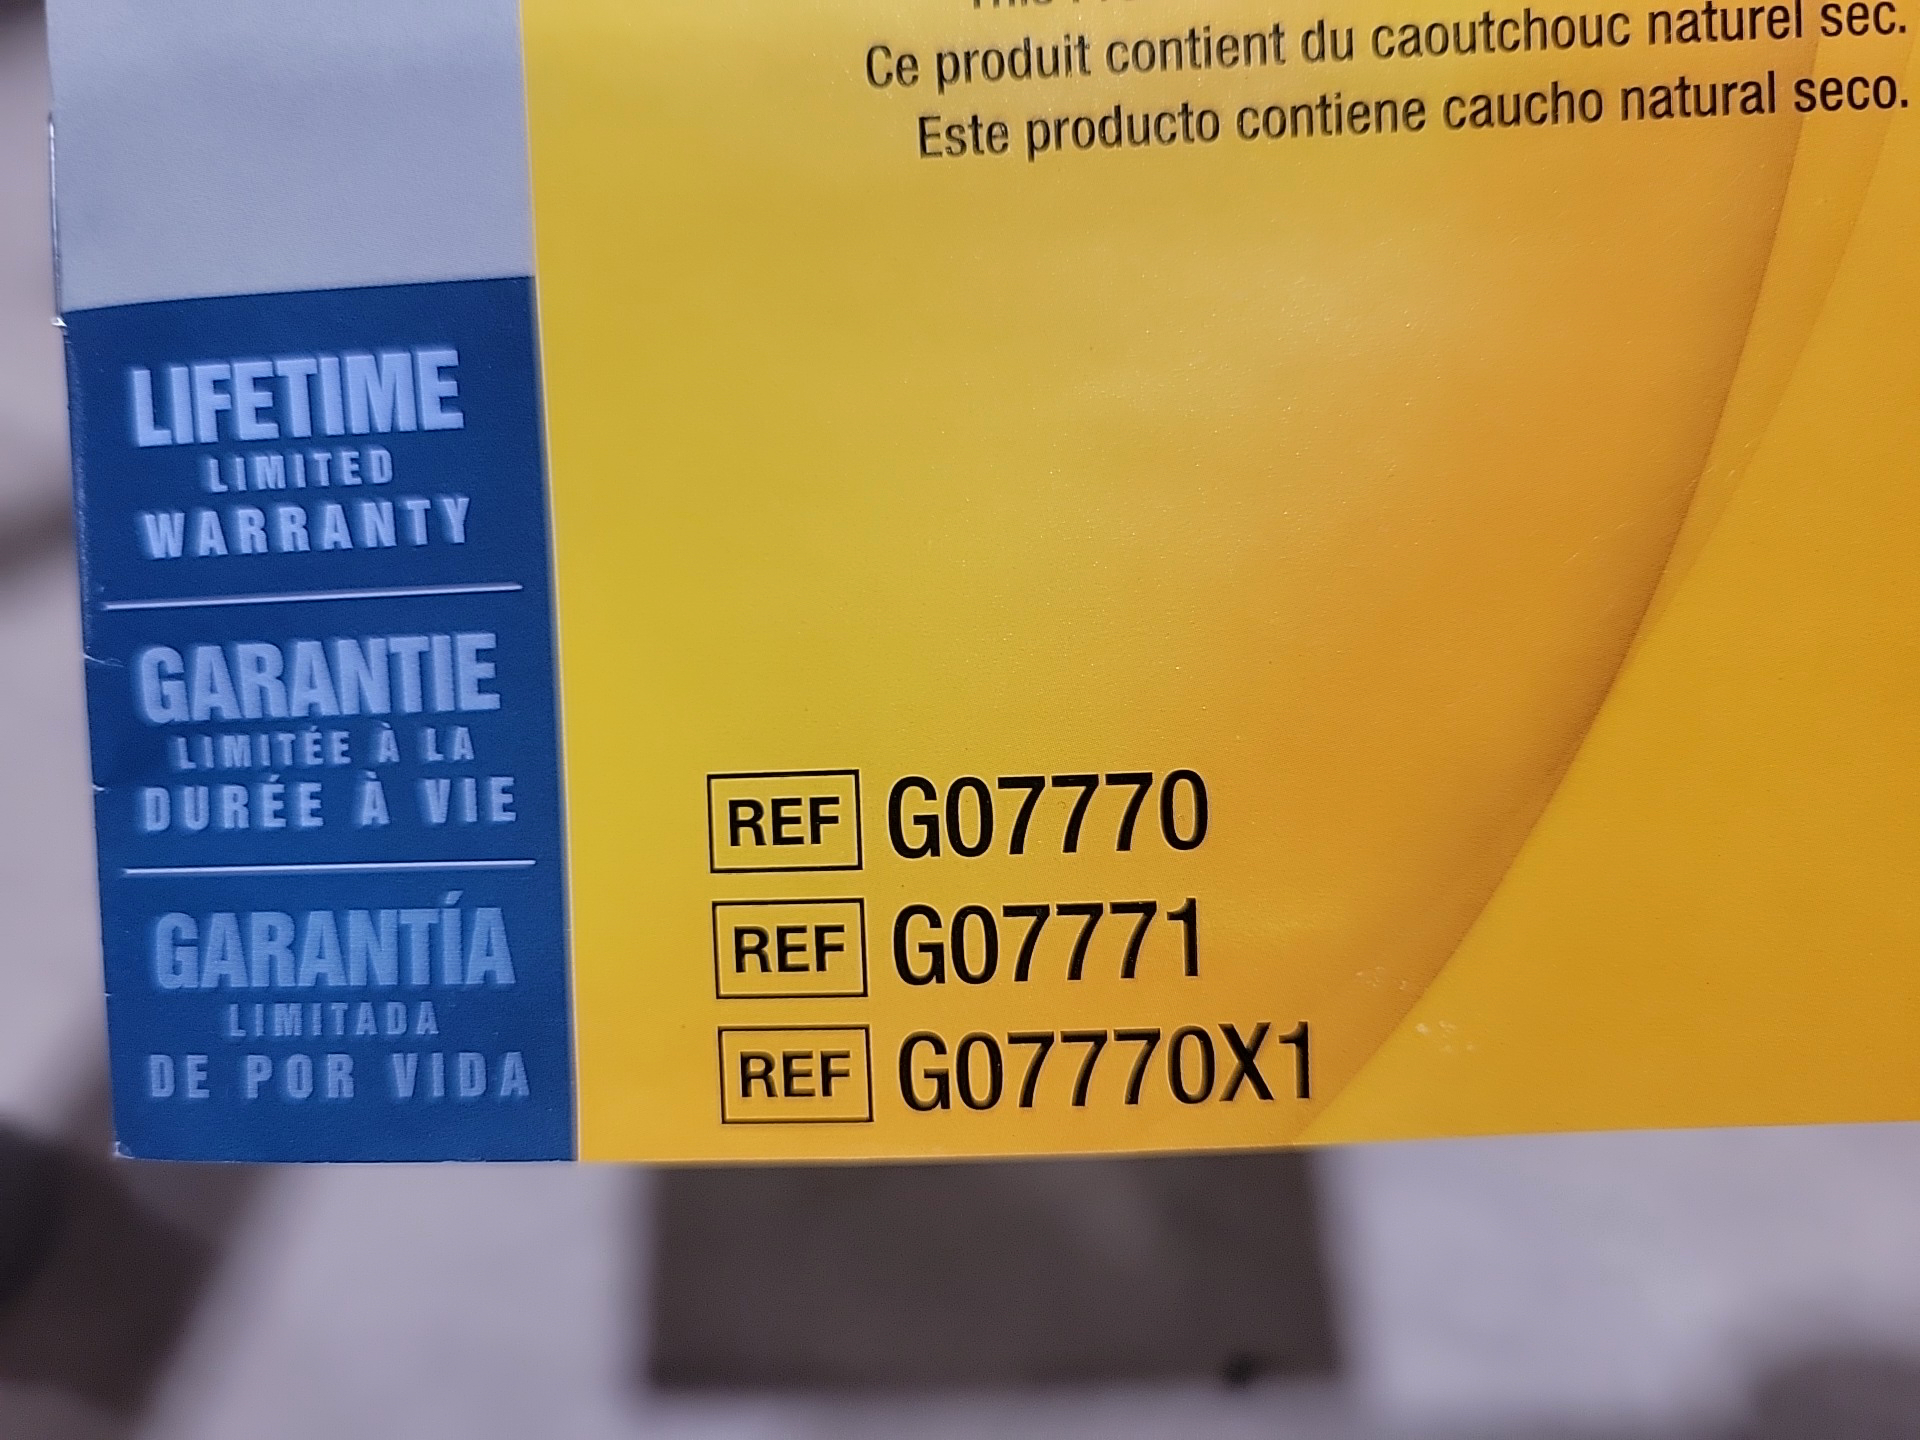 Ce produit contient du caoutchouc naturel sec.
Este producto contiene caucho natural seco.
LIFETIME
LIMITED
WARRANTY
GARANTIE
LIMITÉE À LA
DURÉE À VIE
GARANTÍA
LIMITADA
DE POR VIDA
REF G07770
REF G07771
REF G07770X1